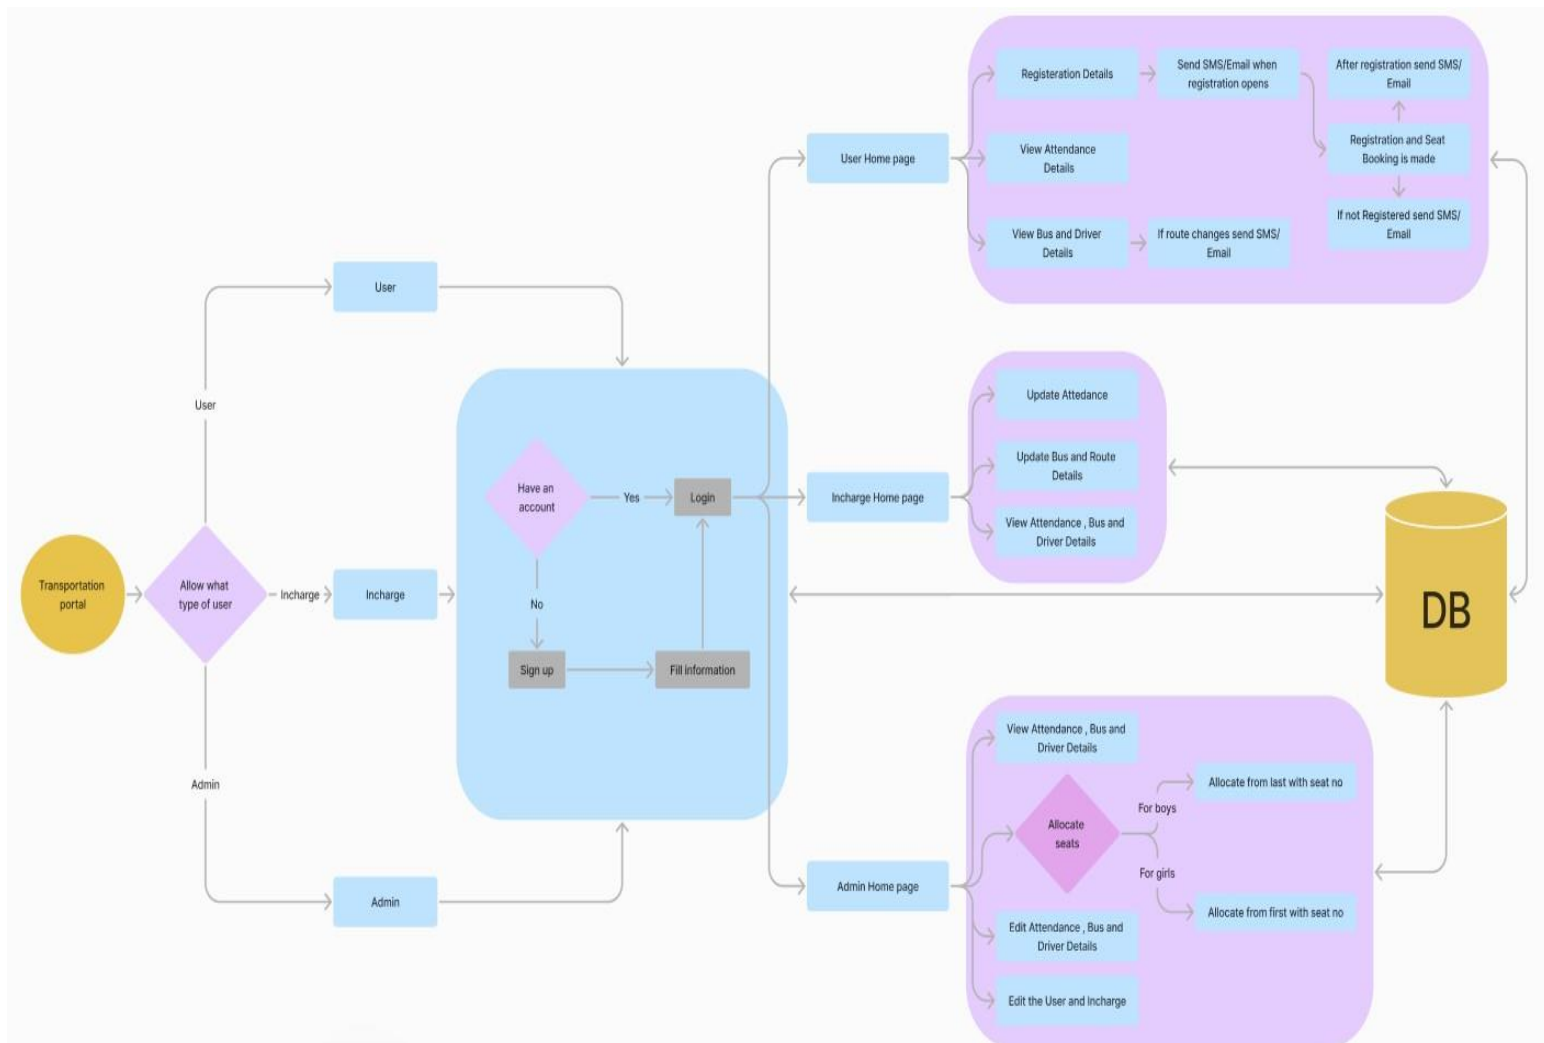 Transportation
portal
Allow what
type of user
User
Incharge
Admin
User
Incharge
Admin
Have an
account
Yes
No
Login
Sign up
Fill information
User Home page
Registeration Details
Send SMS/Email when
registration opens
After registration send SMS/
Email
Registration and Seat
Booking is made
If not Registered send SMS/
Email
View Attendance
Details
View Bus and Driver
Details
If route changes send SMS/
Email
Incharge Home page
Update Attedance
Update Bus and Route
Details
View Attendance , Bus and
Driver Details
Admin Home page
View Attendance , Bus and
Driver Details
Allocate
seats
For boys
Allocate from last with seat no
For girls
Allocate from first with seat no
Edit Attendance , Bus and
Driver Details
Edit the User and Incharge
DB